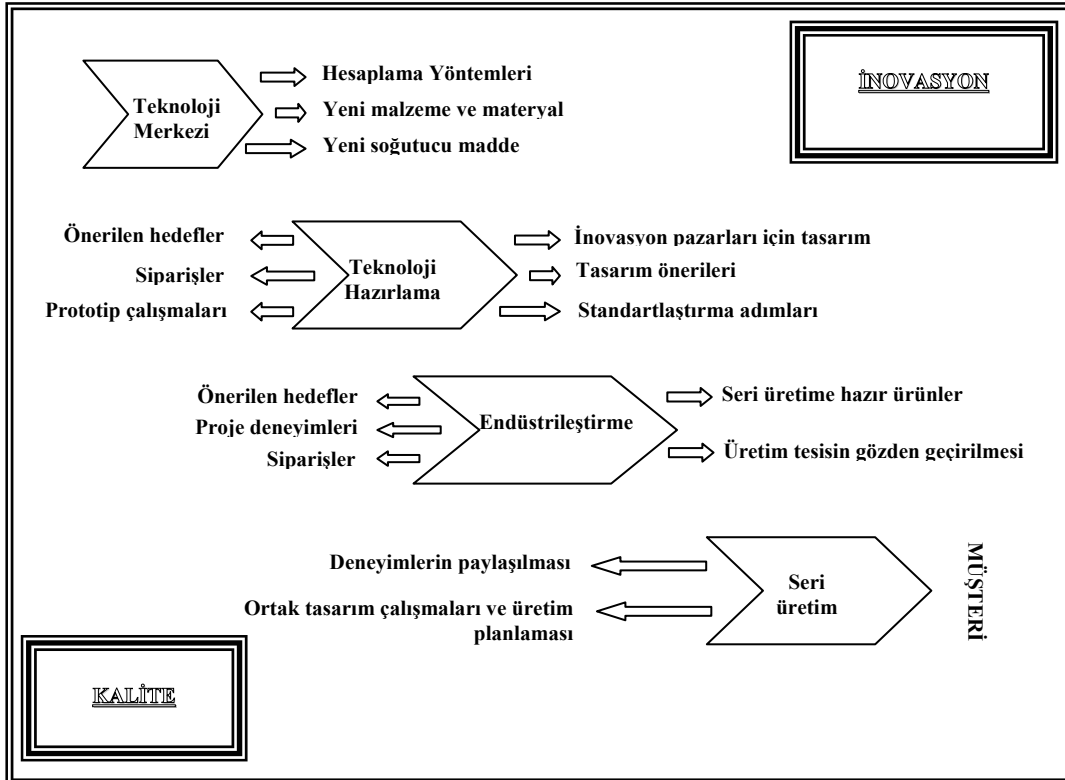 İNOVASYON
Teknoloji
Merkezi
Hesaplama Yöntemleri
Yeni malzeme ve materyal
Yeni soğutucu madde
Önerilen hedefler
Siparişler
Prototip çalışmaları
Teknoloji
Hazırlama
İnovasyon pazarları için tasarım
Tasarım önerileri
Standartlaştırma adımları
Önerilen hedefler
Proje deneyimleri
Siparişler
Endüstrileştirme
Seri üretime hazır ürünler
Üretim tesisin gözden geçirilmesi
Deneyimlerin paylaşılması
Ortak tasarım çalışmaları ve üretim
planlaması
Seri
üretim
MÜŞTERİ
KALİTE